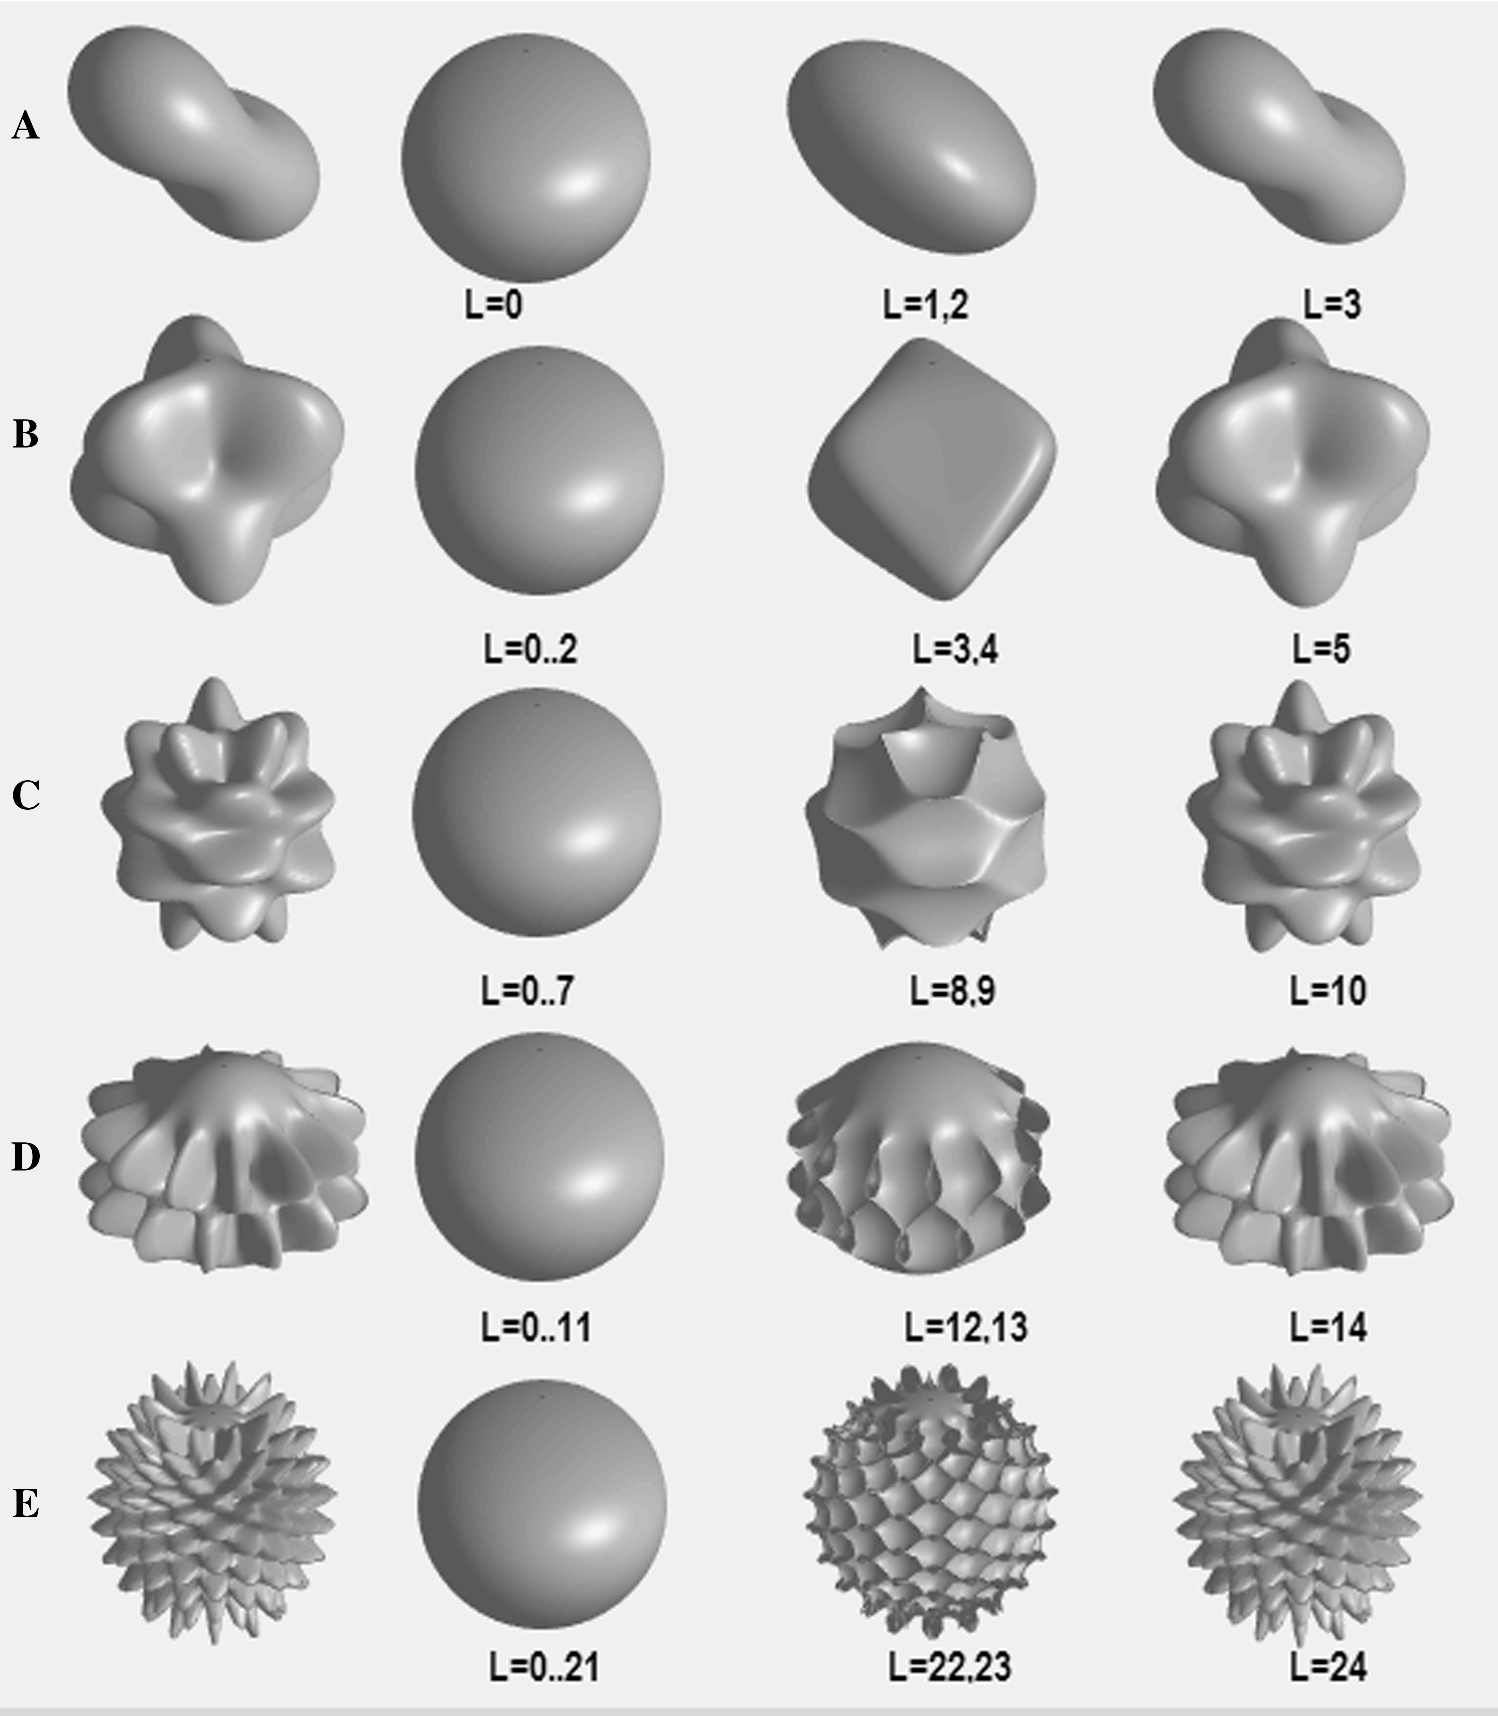 A
L=0
L=1,2
L=3
B
L=0..2
L=3,4
L=5
C
L=0..7
L=8,9
L=10
D
L=0..11
L=12,13
L=14
E
L=0..21
L=22,23
L=24